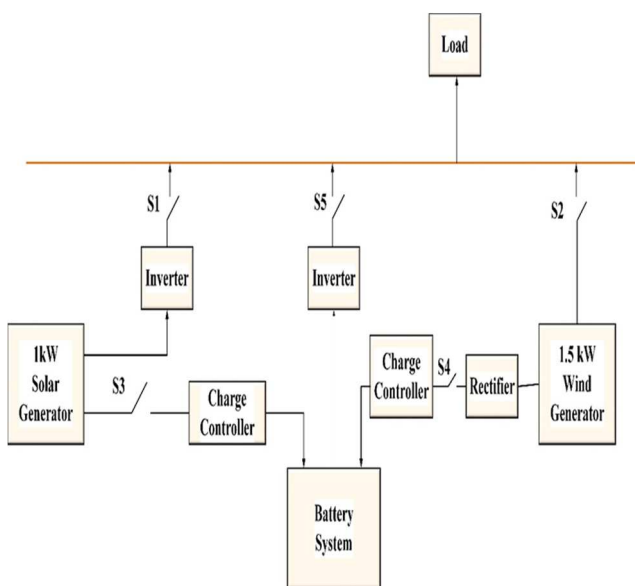 Load
S1
S5
S2
Inverter
Inverter
1kW
Solar
Generator
S3
Charge
Controller
Charge
Controller
S4
Rectifier
1.5 kW
Wind
Generator
Battery
System